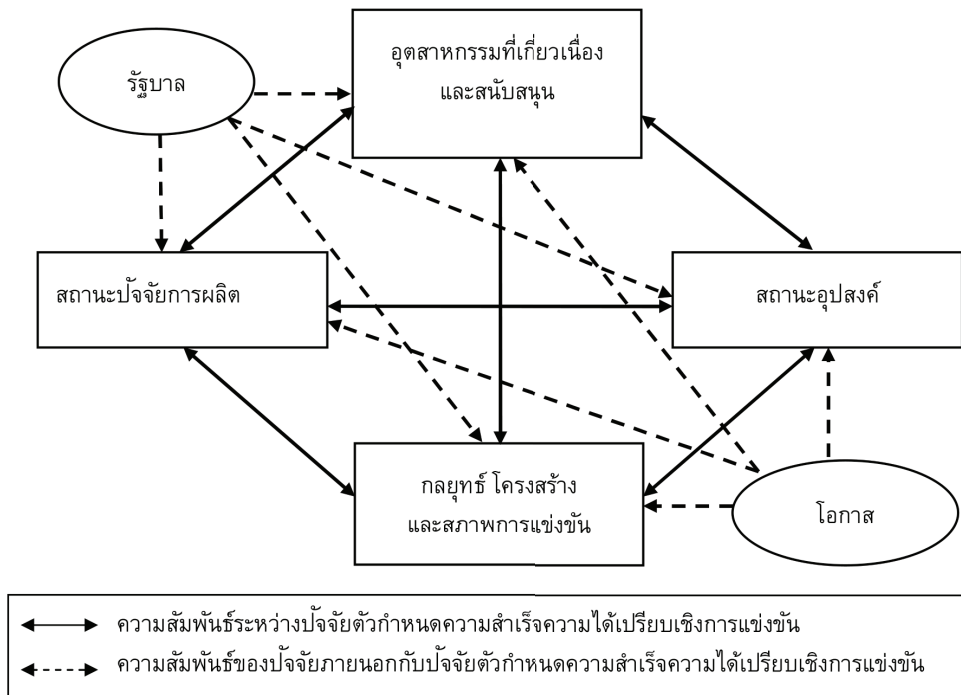 อุตสาหกรรมที่เกี่ยวเนื่อง
และสนับสนุน
รัฐบาล
สถานะปัจจัยการผลิต
สถานะอุปสงค์
กลยุทธ์ โครงสร้าง
และสภาพการแข่งขัน
โอกาส
ความสัมพันธ์ระหว่างปัจจัยตัวกำหนดความสำเร็จความได้เปรียบเชิงการแข่งขัน
ความสัมพันธ์ของปัจจัยภายนอกกับปัจจัยตัวกำหนดความสำเร็จความได้เปรียบเชิงการแข่งขัน